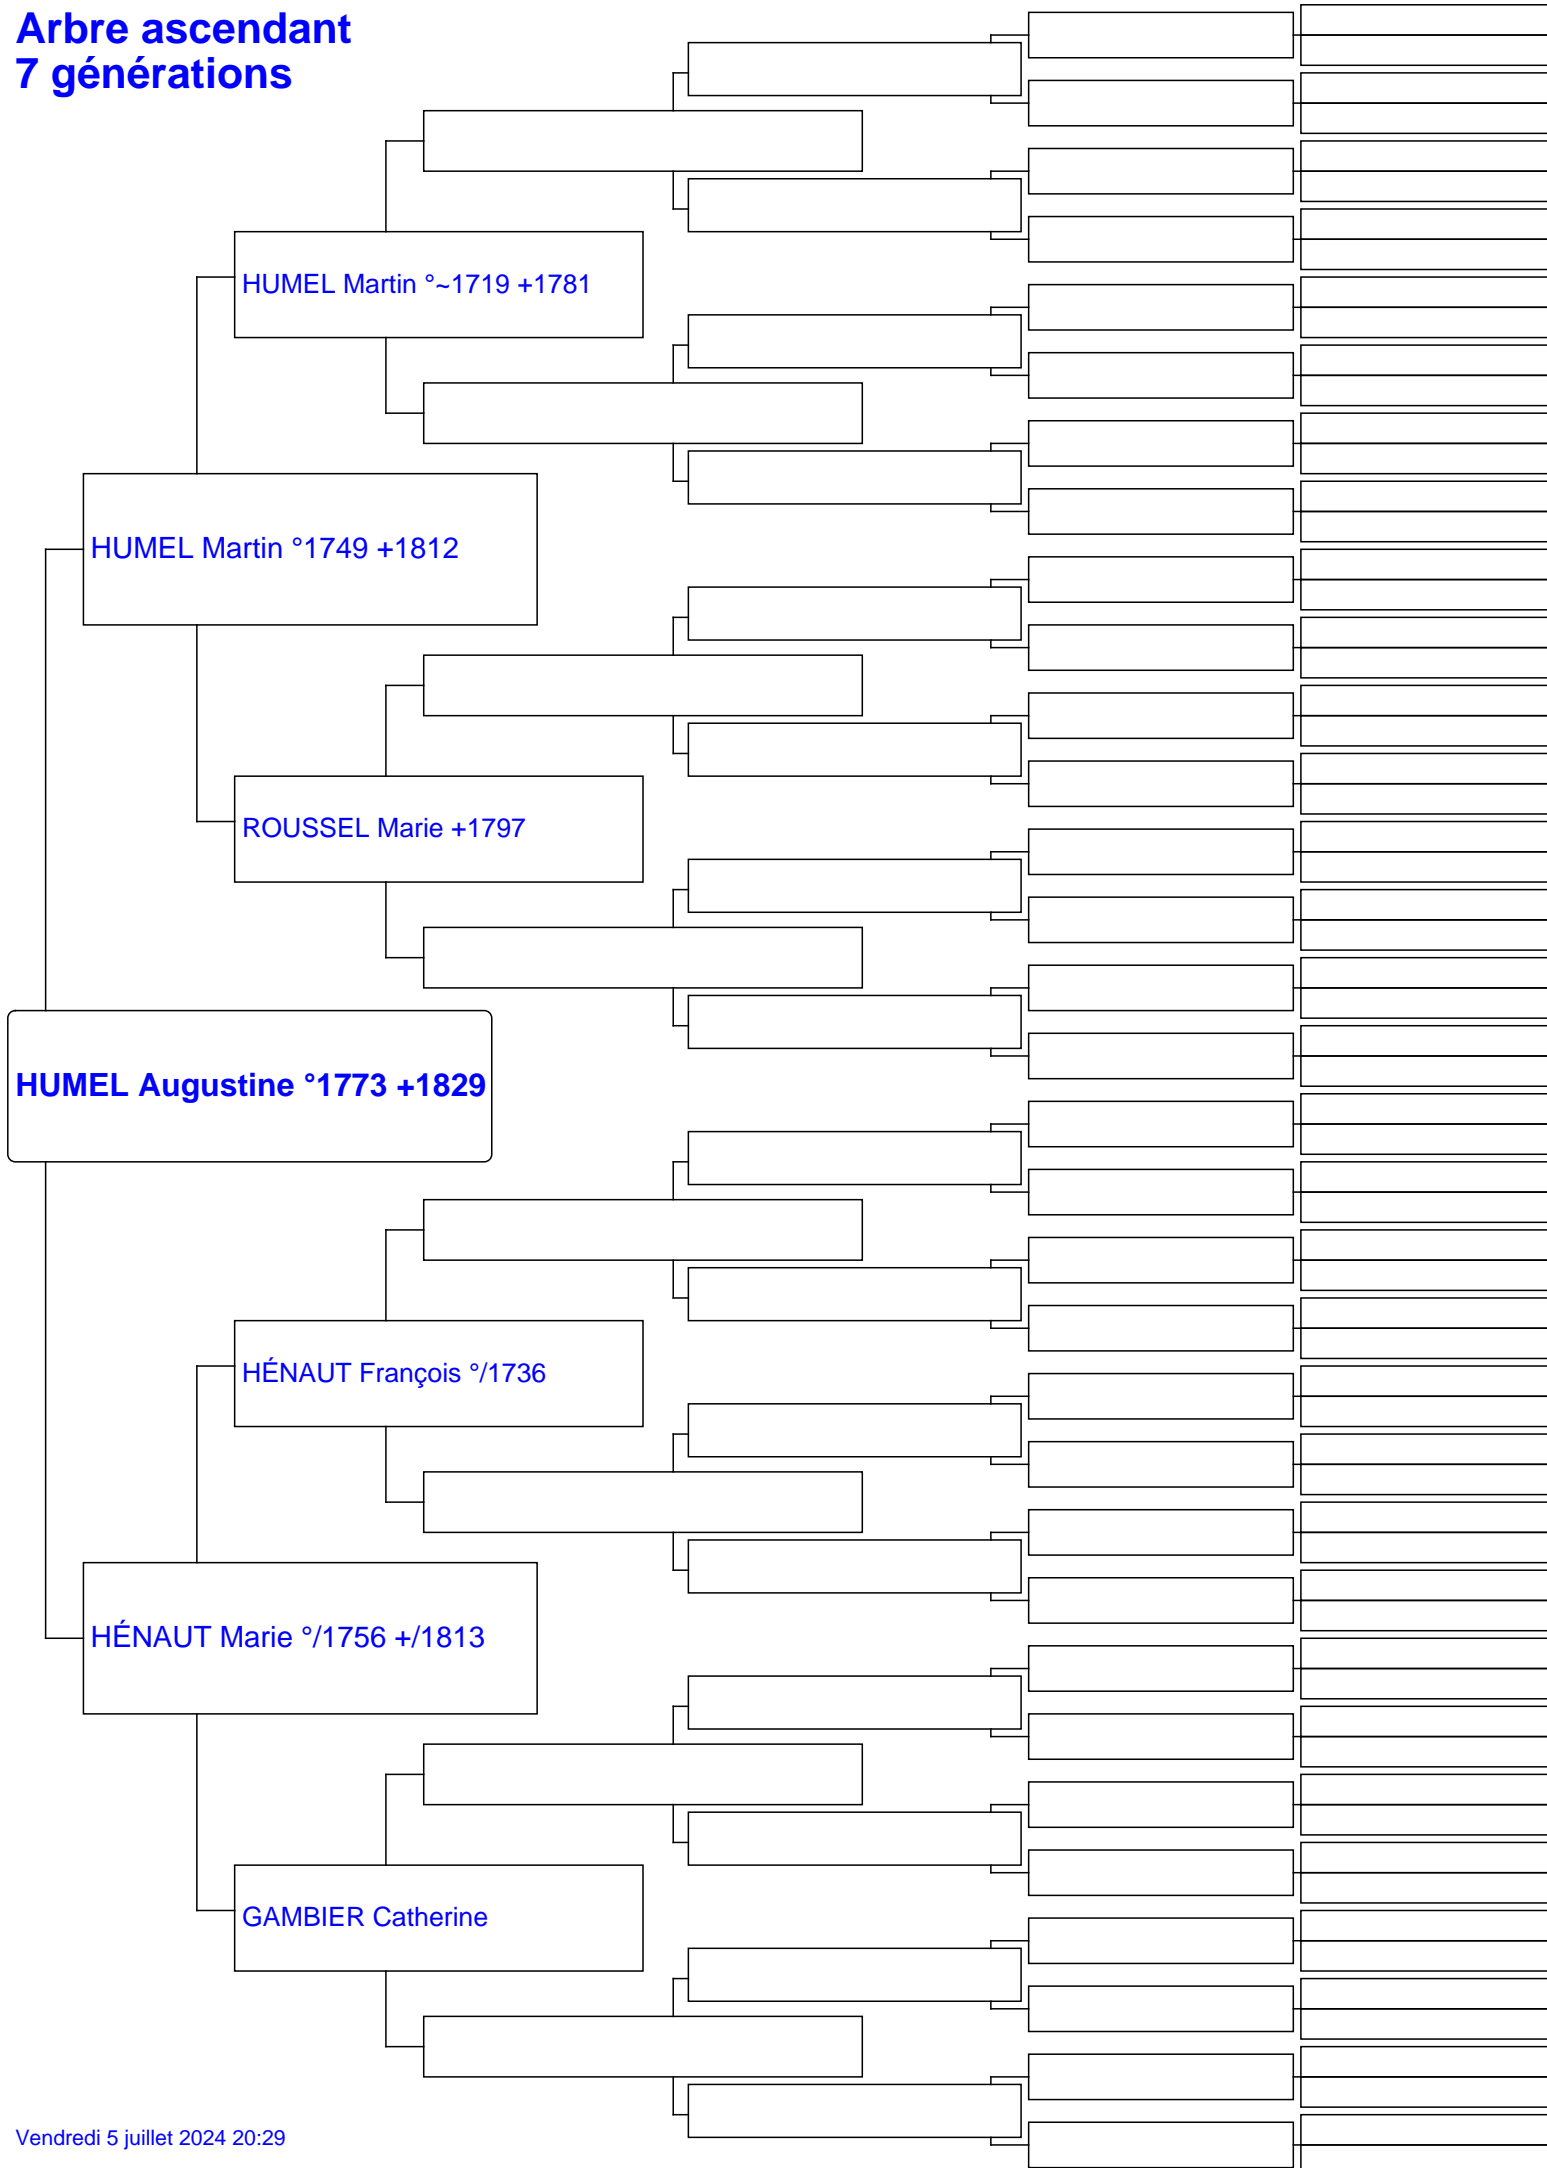 Arbre ascendant
7 générations
HUMEL Martin °~1719 +1781
HUMEL Martin °1749 +1812
ROUSSEL Marie +1797
HUMEL Augustine °1773 +1829
HÉNAUT François °/1736
HÉNAUT Marie °/1756 +/1813
GAMBIER Catherine
Vendredi 5 juillet 2024 20:29